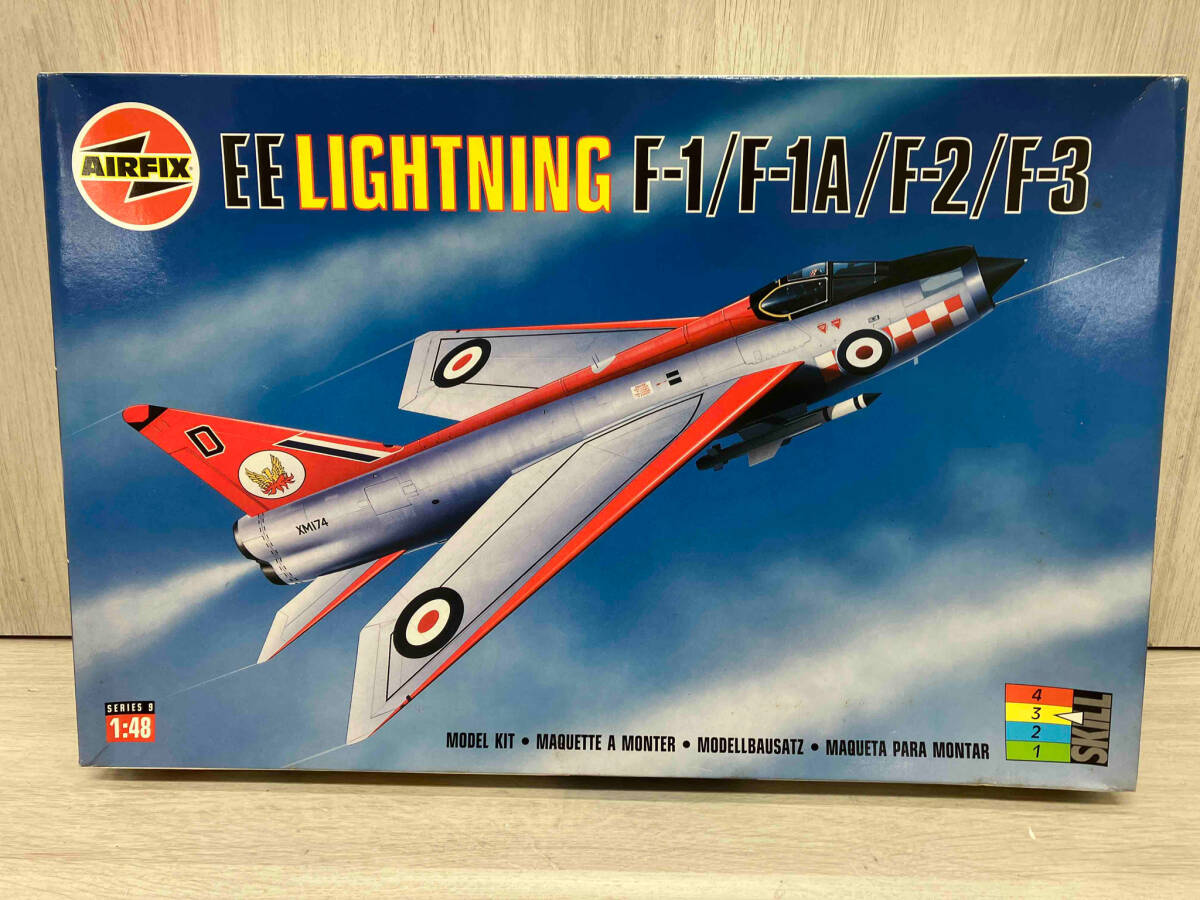 AIRFIX
EE LIGHTNING F-1/F-1A/F-2/F-3
D
XM174
SERIES 9
1:48
MODEL KIT • MAQUETTE A MONTER • MODELLBAUSATZ • MAQUETA PARA MONTAR
4
3
2
1
SKILL